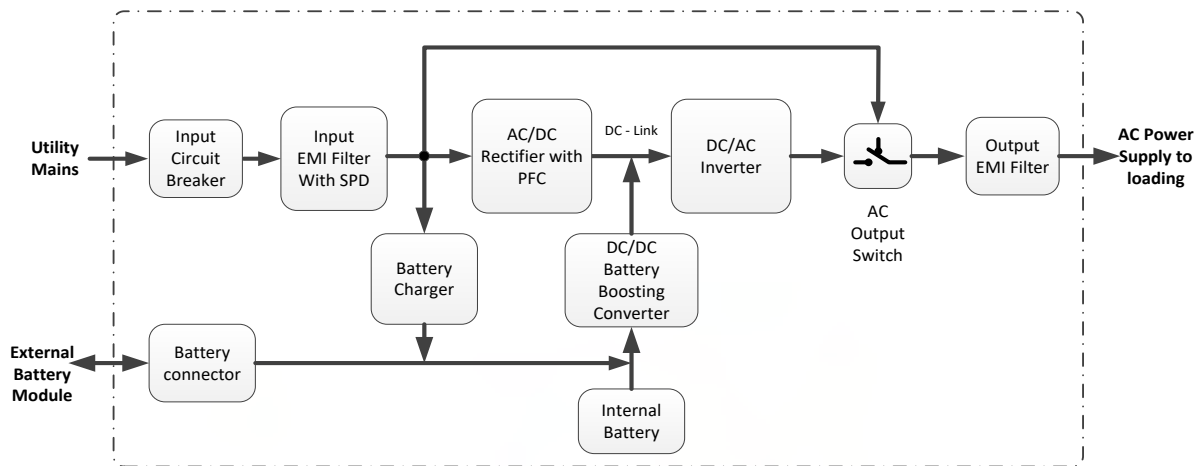 Utility
Mains
Input
Circuit
Breaker
Input
EMI Filter
With SPD
AC/DC
Rectifier with
PFC
DC - Link
DC/AC
Inverter
AC
Output
Switch
Output
EMI Filter
AC Power
Supply to
loading
Battery
Charger
DC/DC
Battery
Boosting
Converter
External
Battery
Module
Battery
connector
Internal
Battery